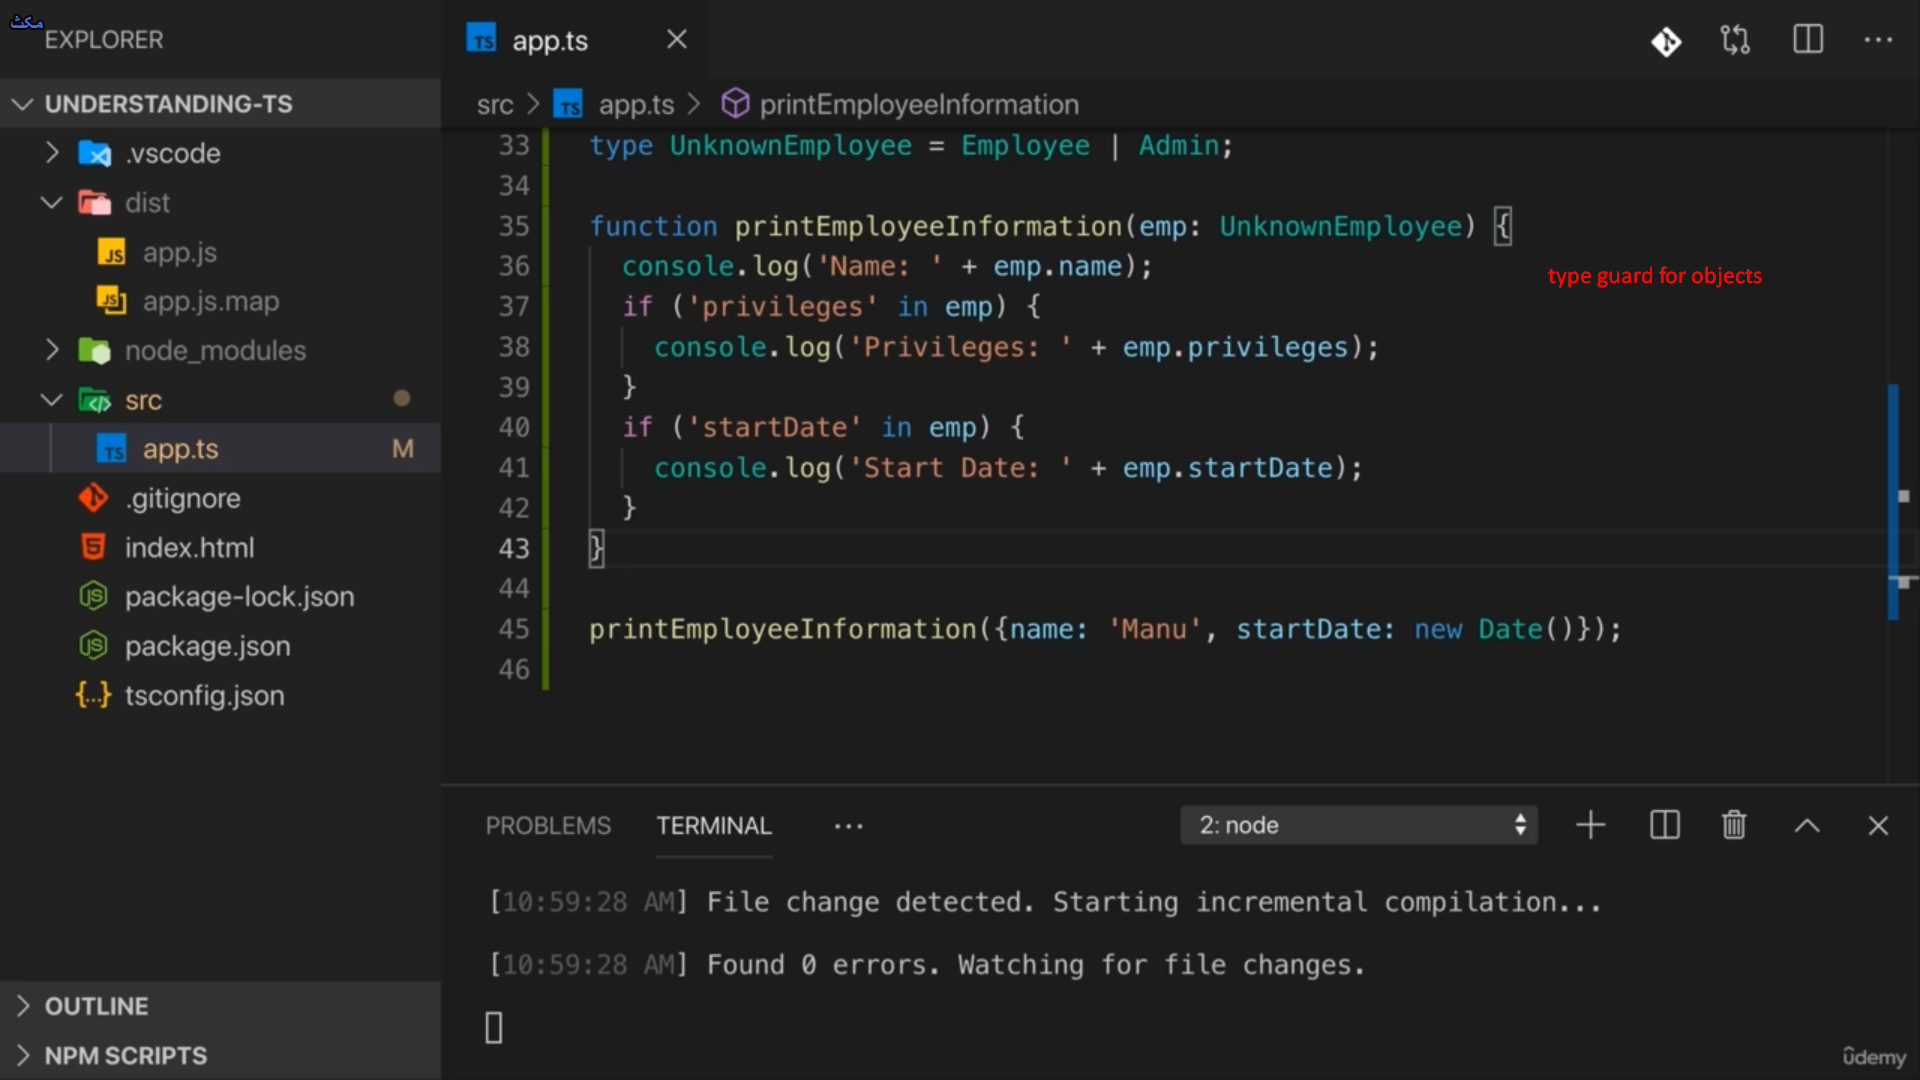 مكث
EXPLORER
UNDERSTANDING-TS
.vscode
dist
app.js
app.js.map
node_modules
src
app.ts M
.gitignore
index.html
package-lock.json
package.json
tsconfig.json
OUTLINE
NPM SCRIPTS
app.ts
src > app.ts > printEmployeeInformation
33 type UnknownEmployee = Employee | Admin;
34
35 function printEmployeeInformation(emp: UnknownEmployee) {
36 console.log('Name: ' + emp.name);
type guard for objects
37 if ('privileges' in emp) {
38 console.log('Privileges: ' + emp.privileges);
39 }
40 if ('startDate' in emp) {
41 console.log('Start Date: ' + emp.startDate);
42 }
43 }
44
45 printEmployeeInformation({name: 'Manu', startDate: new Date()});
46
PROBLEMS TERMINAL ··· 2: node
[10:59:28 AM] File change detected. Starting incremental compilation...
[10:59:28 AM] Found 0 errors. Watching for file changes.
ûdemy